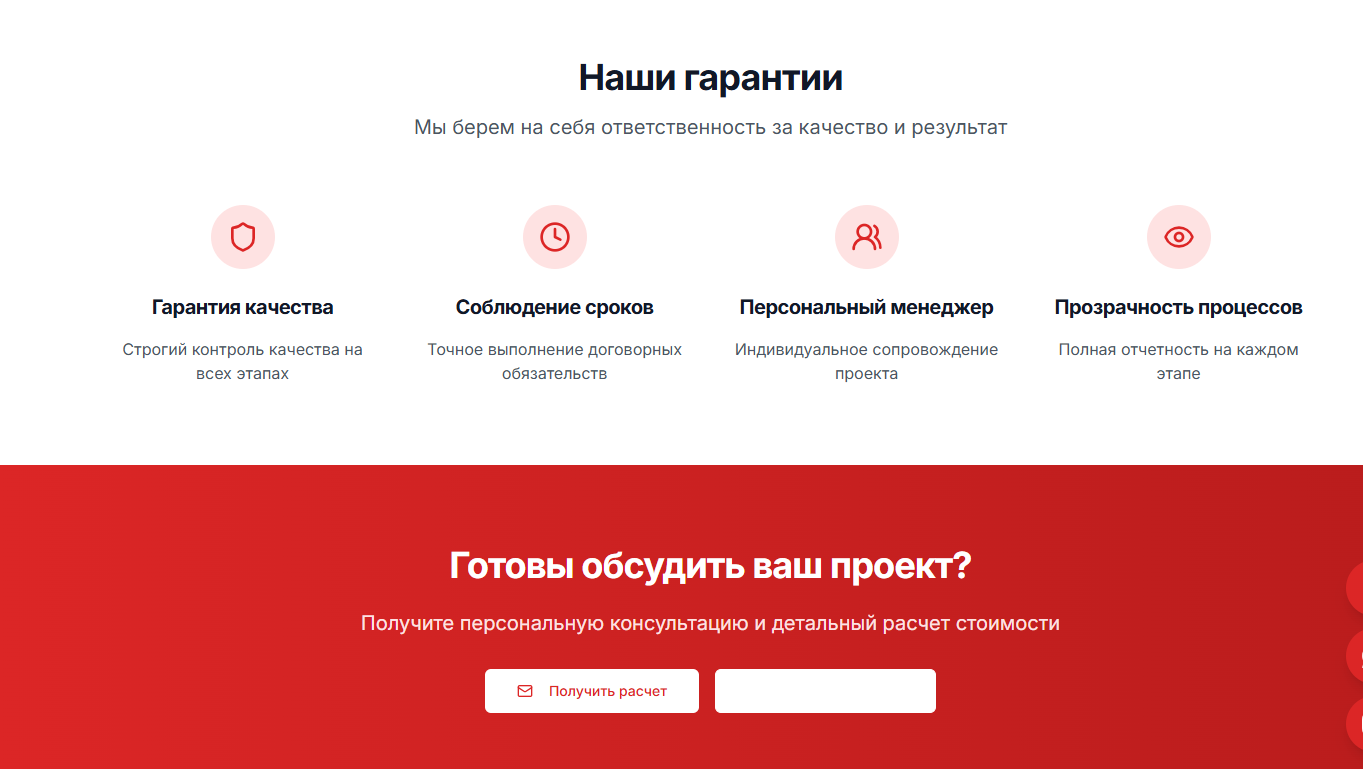 Наши гарантии
Мы берем на себя ответственность за качество и результат
Гарантия качества
Строгий контроль качества на
всех этапах
Соблюдение сроков
Точное выполнение договорных
обязательств
Персональный менеджер
Индивидуальное сопровождение
проекта
Прозрачность процессов
Полная отчетность на каждом
этапе
Готовы обсудить ваш проект?
Получите персональную консультацию и детальный расчет стоимости
Получить расчет